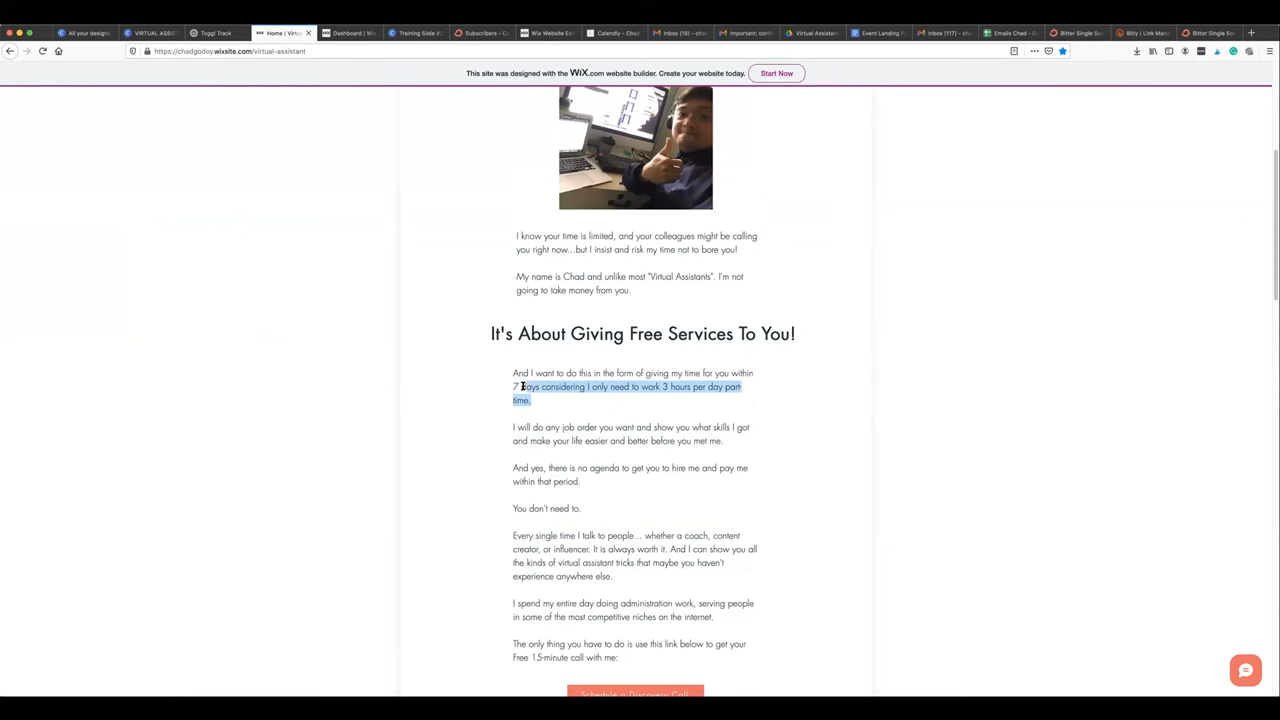 All your designs
VIRTUAL ASSIS
Toggl Track
Home | Virtu
Dashboard | Wix
Training Slide #
Subscribers - C
Wix Website Edi
Calendly - Chad
Inbox (15) - cha
Important: conf
Virtual Assistan
Event Landing P
Inbox (117) - ch
Emails Chad - G
Bitter Single Se
Bitly | Link Mana
Bitter Single So
https://chadgodoy.wixsite.com/virtual-assistant
This site was designed with the WiX.com website builder. Create your website today. Start Now
I know your time is limited, and your colleagues might be calling
you right now...but I insist and risk my time not to bore you!
My name is Chad and unlike most "Virtual Assistants". I'm not
going to take money from you.
It's About Giving Free Services To You!
And I want to do this in the form of giving my time for you within
7 days considering I only need to work 3 hours per day part-
time.
I will do any job order you want and show you what skills I got
and make your life easier and better before you met me.
And yes, there is no agenda to get you to hire me and pay me
within that period.
You don't need to.
Every single time I talk to people... whether a coach, content
creator, or influencer. It is always worth it. And I can show you all
the kinds of virtual assistant tricks that maybe you haven't
experience anywhere else.
I spend my entire day doing administration work, serving people
in some of the most competitive niches on the internet.
The only thing you have to do is use this link below to get your
Free 15-minute call with me:
Schedule a Discovery Call